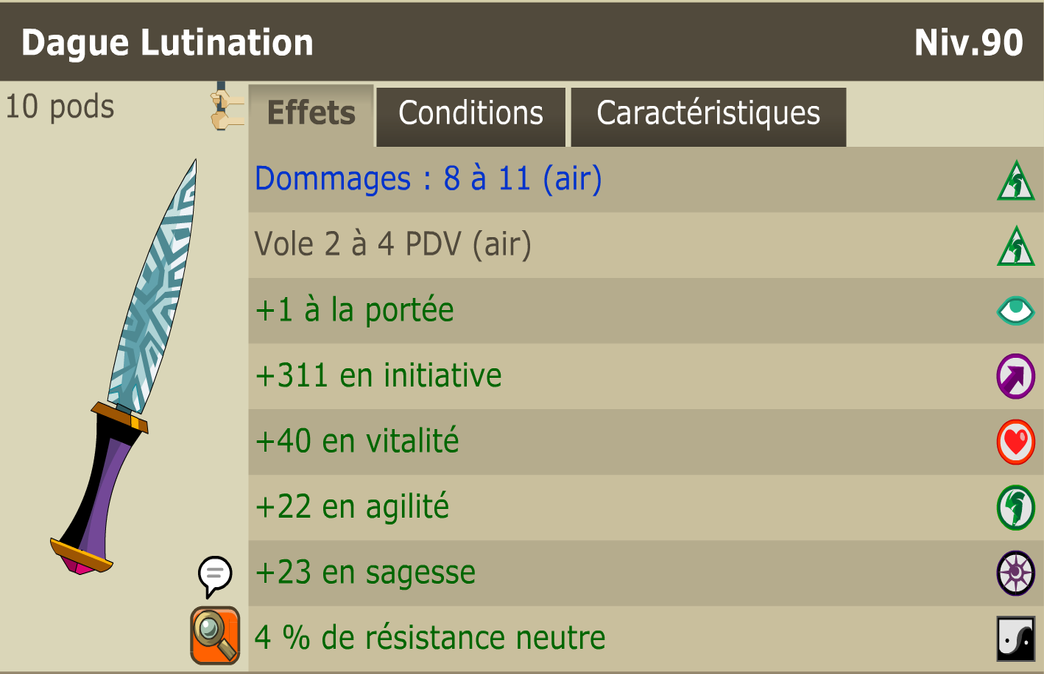 Dague Lutination
Niv.90
10 pods
Effets
Conditions
Caractéristiques
Dommages : 8 à 11 (air)
Vole 2 à 4 PDV (air)
+1 à la portée
+311 en initiative
+40 en vitalité
+22 en agilité
+23 en sagesse
4 % de résistance neutre